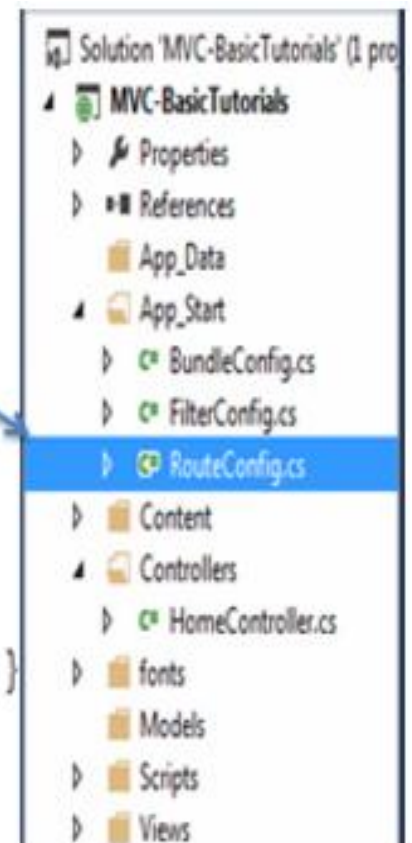 Solution 'MVC-BasicTutorials' (1 pro
MVC-BasicTutorials
Properties
References
App_Data
App_Start
C# BundleConfig.cs
C# FilterConfig.cs
C# RouteConfig.cs
Content
Controllers
C# HomeController.cs
}
fonts
Models
Scripts
Views